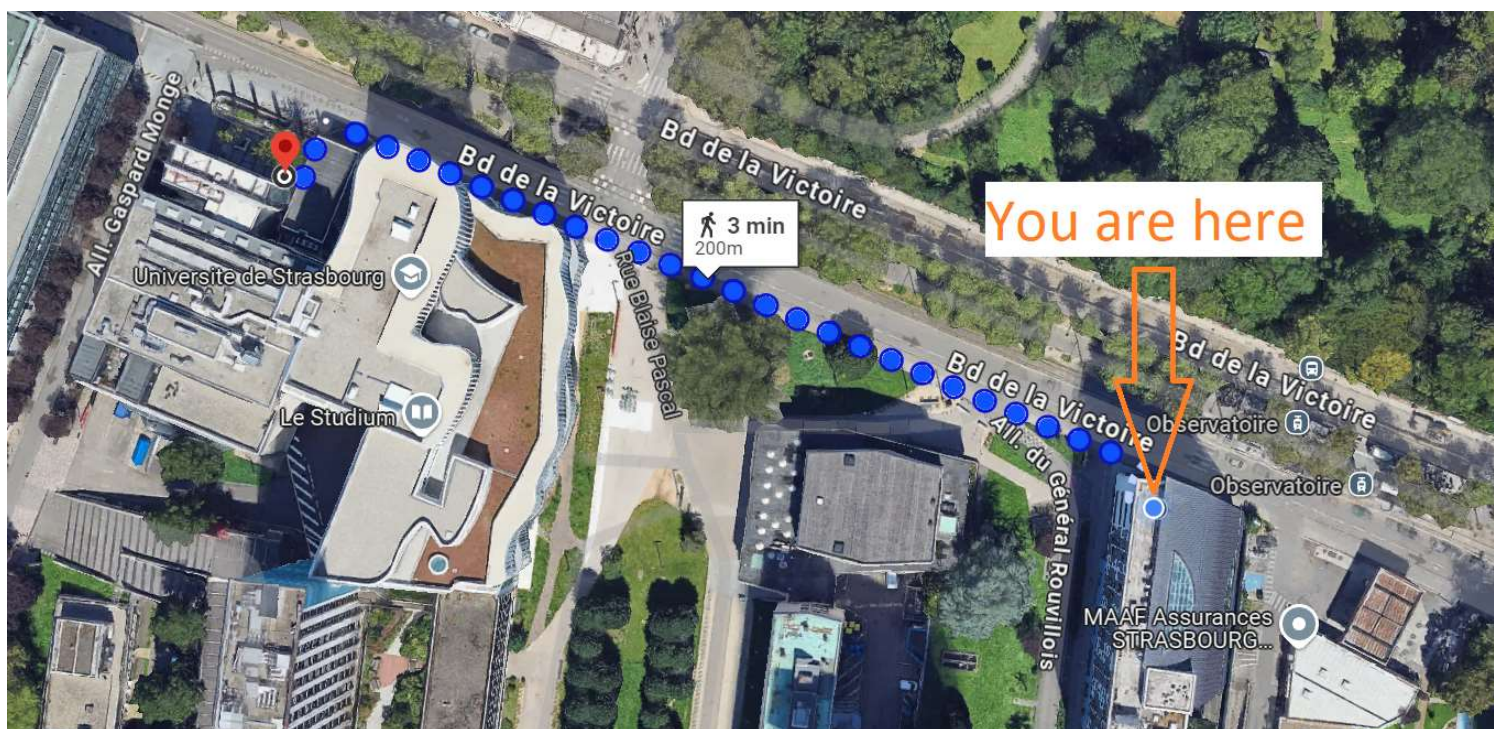 All. Gaspard Monge
Bd de la Victoire
Bd de la Victoire
3 min
200m
You are here
Universite de Strasbourg
Rue Blaise Pascal
Le Studium
Bd de la Victoire
Bd de la Victoire
Observatoire
Observatoire
All. du Général Rouvillois
MAAF Assurances
STRASBOURG...